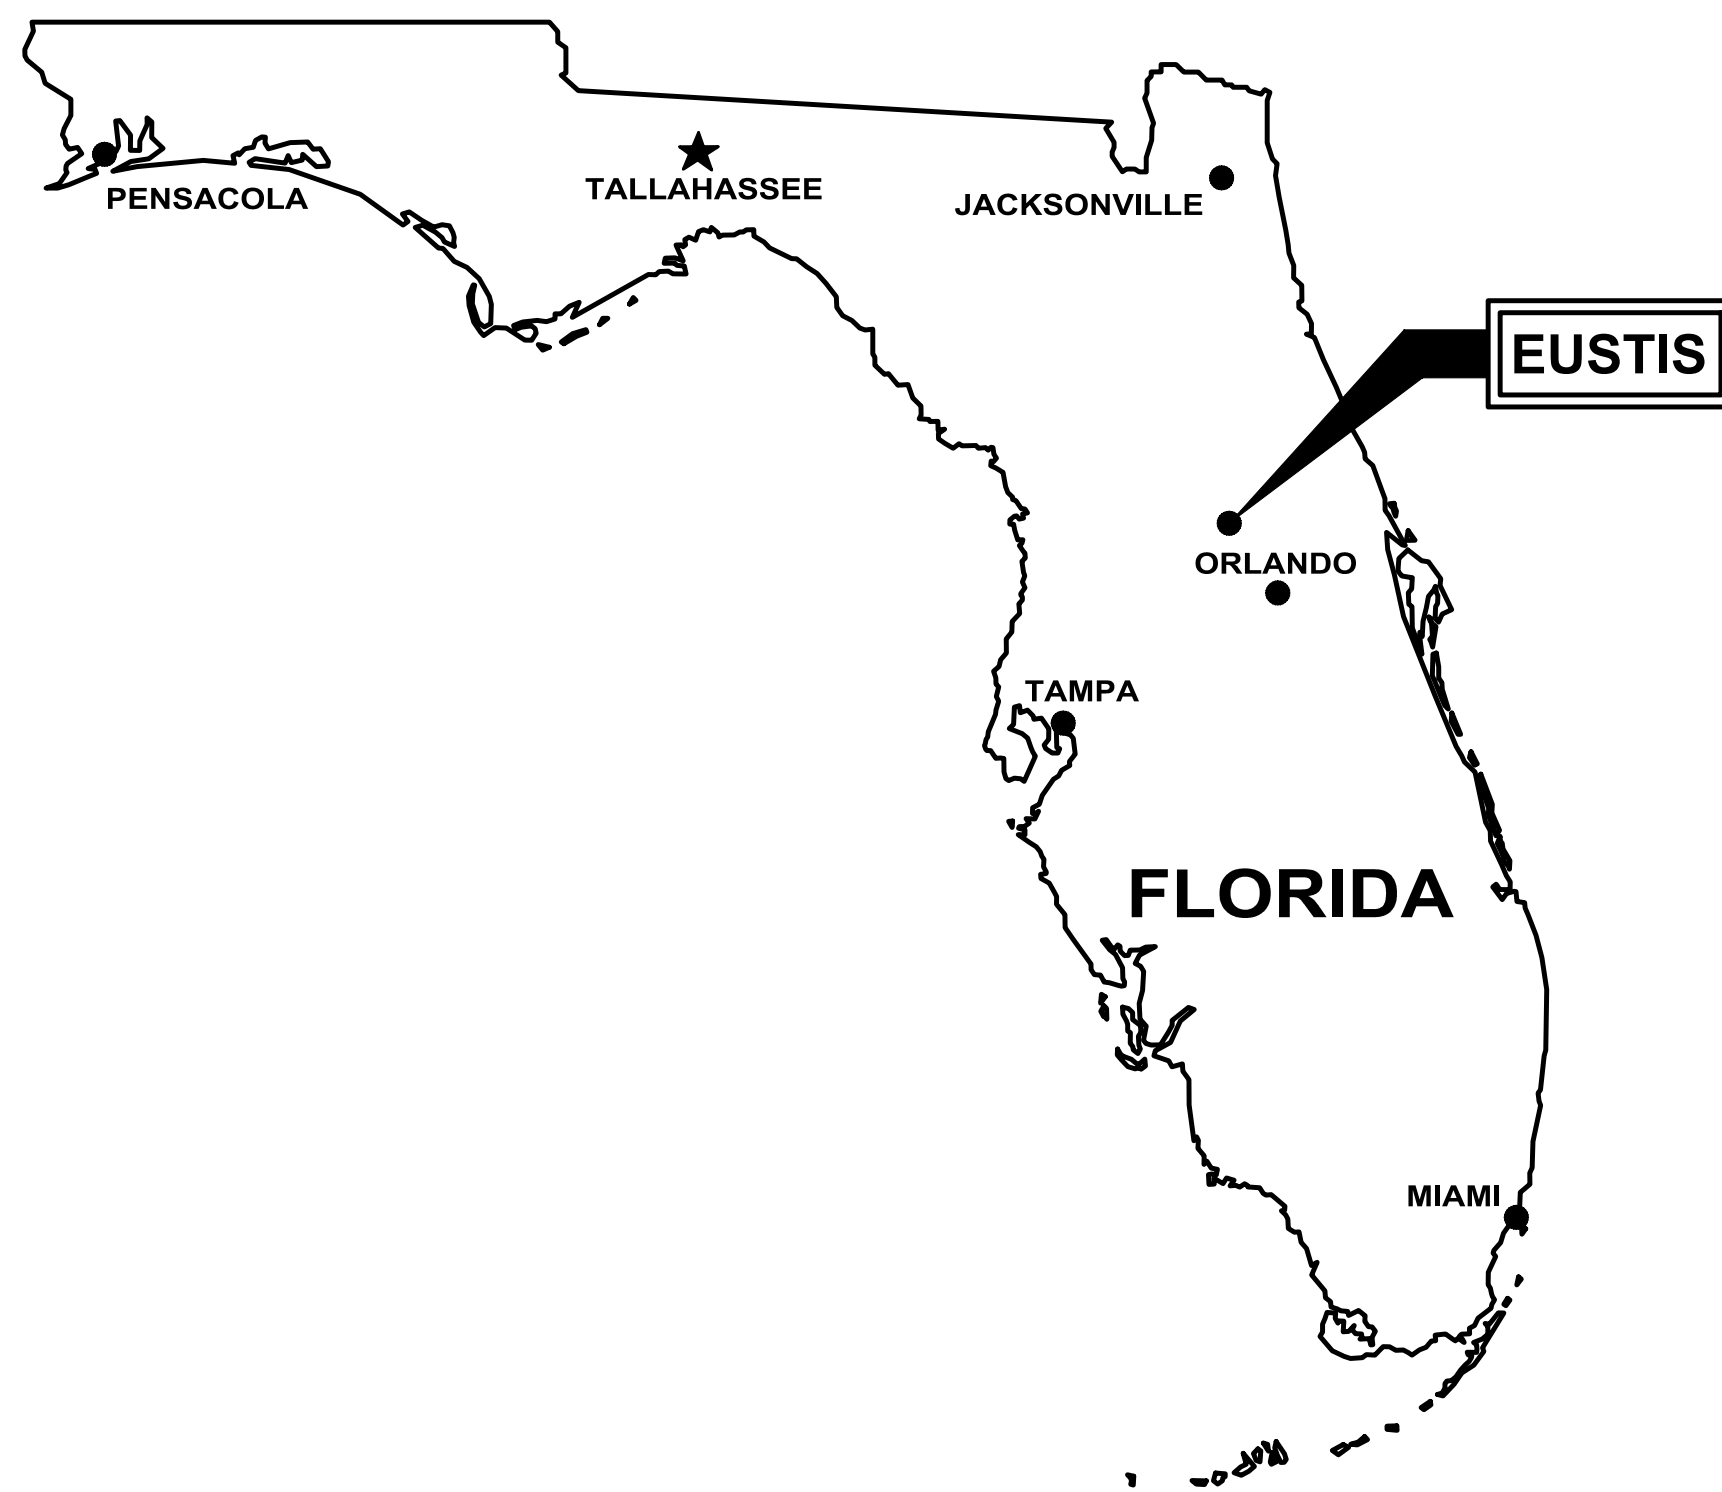 TALLAHASSEE
PENSACOLA
JACKSONVILLE
EUSTIS
ORLANDO
TAMPA
FLORIDA
MIAMI